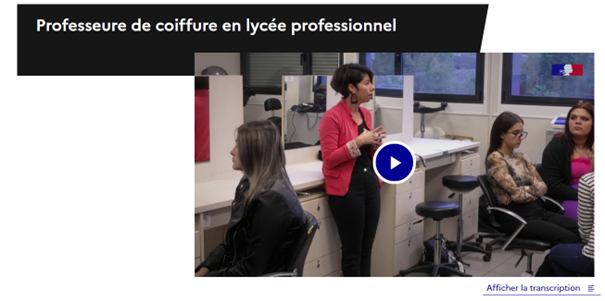 Professeure de coiffure en lycée professionnel
Afficher la transcription